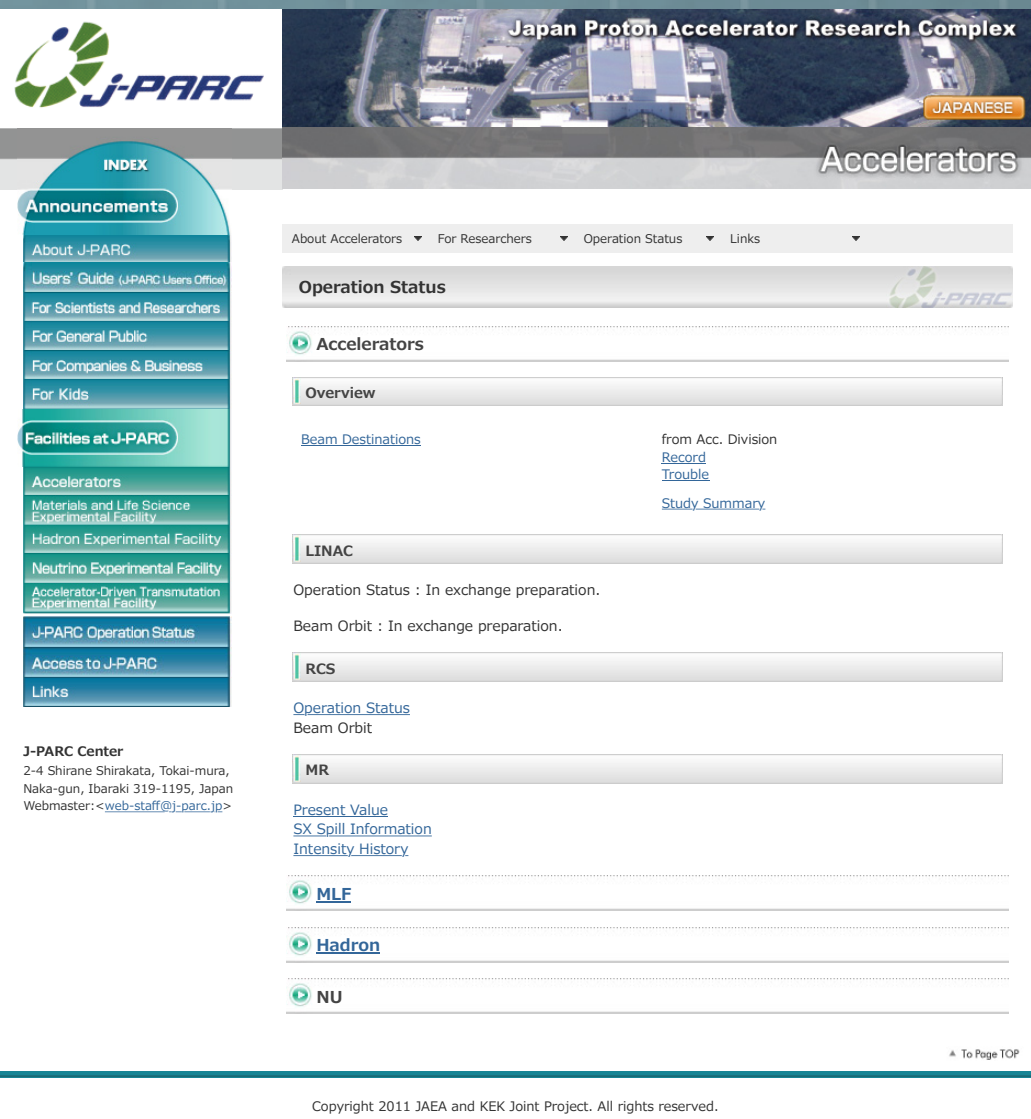 J-PARC
Japan Proton Accelerator Research Complex
JAPANESE
Accelerators
INDEX
Announcements
About J-PARC
Users' Guide (J-PARC Users Office)
For Scientists and Researchers
For General Public
For Companies & Business
For Kids
Facilities at J-PARC
Accelerators
Materials and Life Science
Experimental Facility
Hadron Experimental Facility
Neutrino Experimental Facility
Accelerator-Driven Transmutation
Experimental Facility
J-PARC Operation Status
Access to J-PARC
Links
J-PARC Center
2-4 Shirane Shirakata, Tokai-mura,
Naka-gun, Ibaraki 319-1195, Japan
Webmaster:<web-staff@j-parc.jp>
About Accelerators ▼ For Researchers ▼ Operation Status ▼ Links ▼
Operation Status
J-PARC
Accelerators
Overview
Beam Destinations
from Acc. Division
Record
Trouble
Study Summary
LINAC
Operation Status : In exchange preparation.
Beam Orbit : In exchange preparation.
RCS
Operation Status
Beam Orbit
MR
Present Value
SX Spill Information
Intensity History
MLF
Hadron
NU
▲ To Page TOP
Copyright 2011 JAEA and KEK Joint Project. All rights reserved.